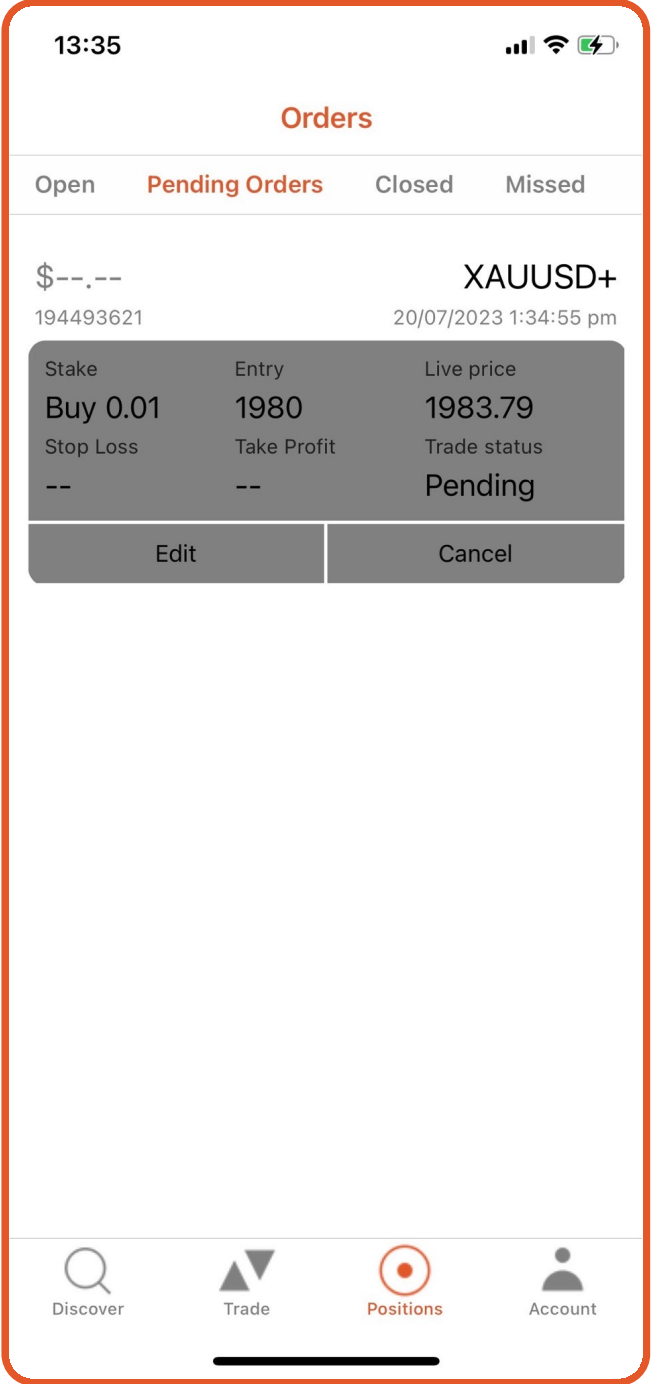 13:35
Orders
Open Pending Orders Closed Missed
$--.-- XAUUSD+
194493621 20/07/2023 1:34:55 pm
Stake Entry Live price
Buy 0.01 1980 1983.79
Stop Loss Take Profit Trade status
-- -- Pending
Edit Cancel
Discover Trade Positions Account